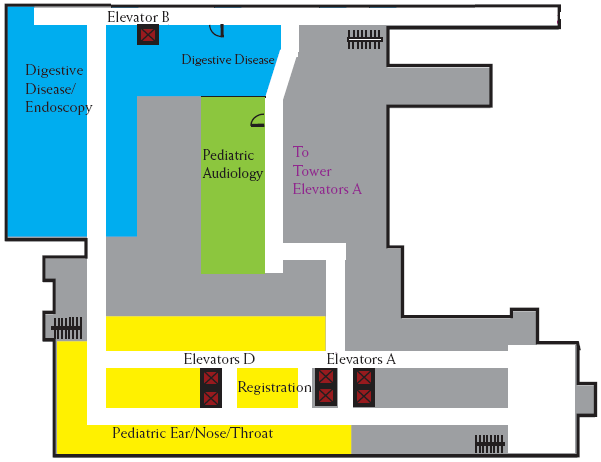 Elevator B
Digestive Disease
Digestive
Disease/
Endoscopy
Pediatric
Audiology
To
Tower
Elevators A
Elevators D
Elevators A
Registration
Pediatric Ear/Nose/Throat